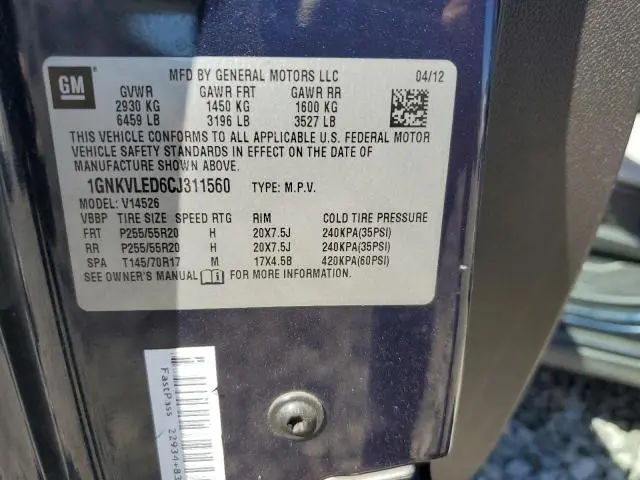 GM
MFD BY GENERAL MOTORS LLC 04/12
GVWR GAWR FRT GAWR RR
2930 KG 1450 KG 1600 KG
6459 LB 3196 LB 3527 LB
THIS VEHICLE CONFORMS TO ALL APPLICABLE U.S. FEDERAL MOTOR
VEHICLE SAFETY STANDARDS IN EFFECT ON THE DATE OF
MANUFACTURE SHOWN ABOVE.
1GNKVLED6CJ311560 TYPE: M.P.V.
MODEL: V14526
VBBP TIRE SIZE SPEED RTG RIM COLD TIRE PRESSURE
FRT P255/55R20 H 20X7.5J 240KPA(35PSI)
RR P255/55R20 H 20X7.5J 240KPA(35PSI)
SPA T145/70R17 M 17X4.5B 420KPA(60PSI)
SEE OWNER'S MANUAL FOR MORE INFORMATION.
FastPass